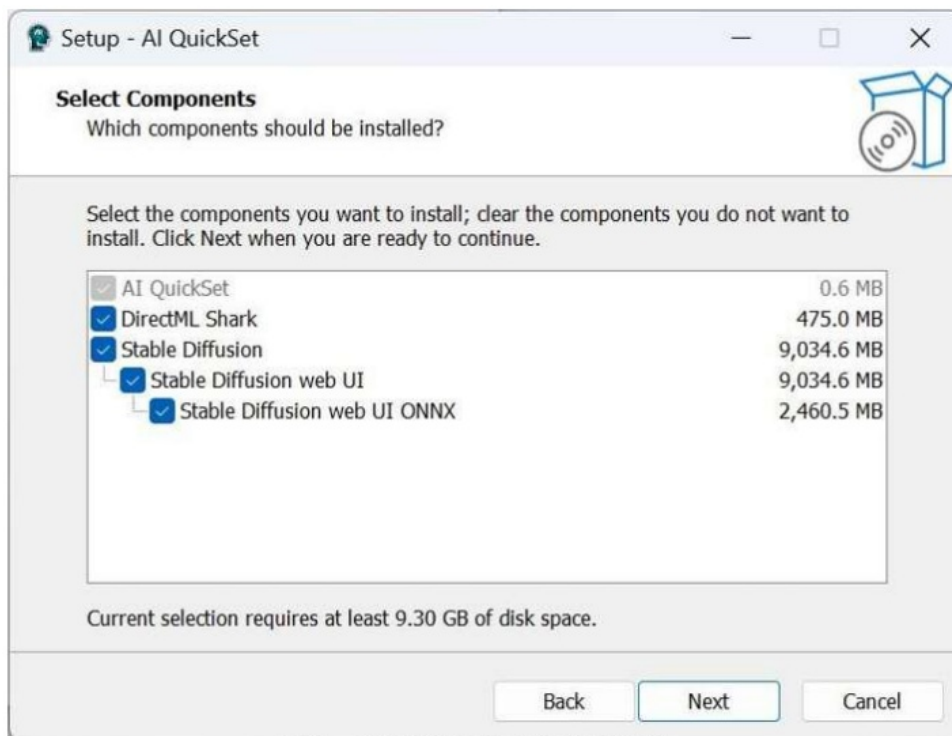 Setup - AI QuickSet
Select Components
Which components should be installed?
Select the components you want to install; clear the components you do not want to
install. Click Next when you are ready to continue.
AI QuickSet 0.6 MB
DirectML Shark 475.0 MB
Stable Diffusion 9,034.6 MB
Stable Diffusion web UI 9,034.6 MB
Stable Diffusion web UI ONNX 2,460.5 MB
Current selection requires at least 9.30 GB of disk space.
Back Next Cancel